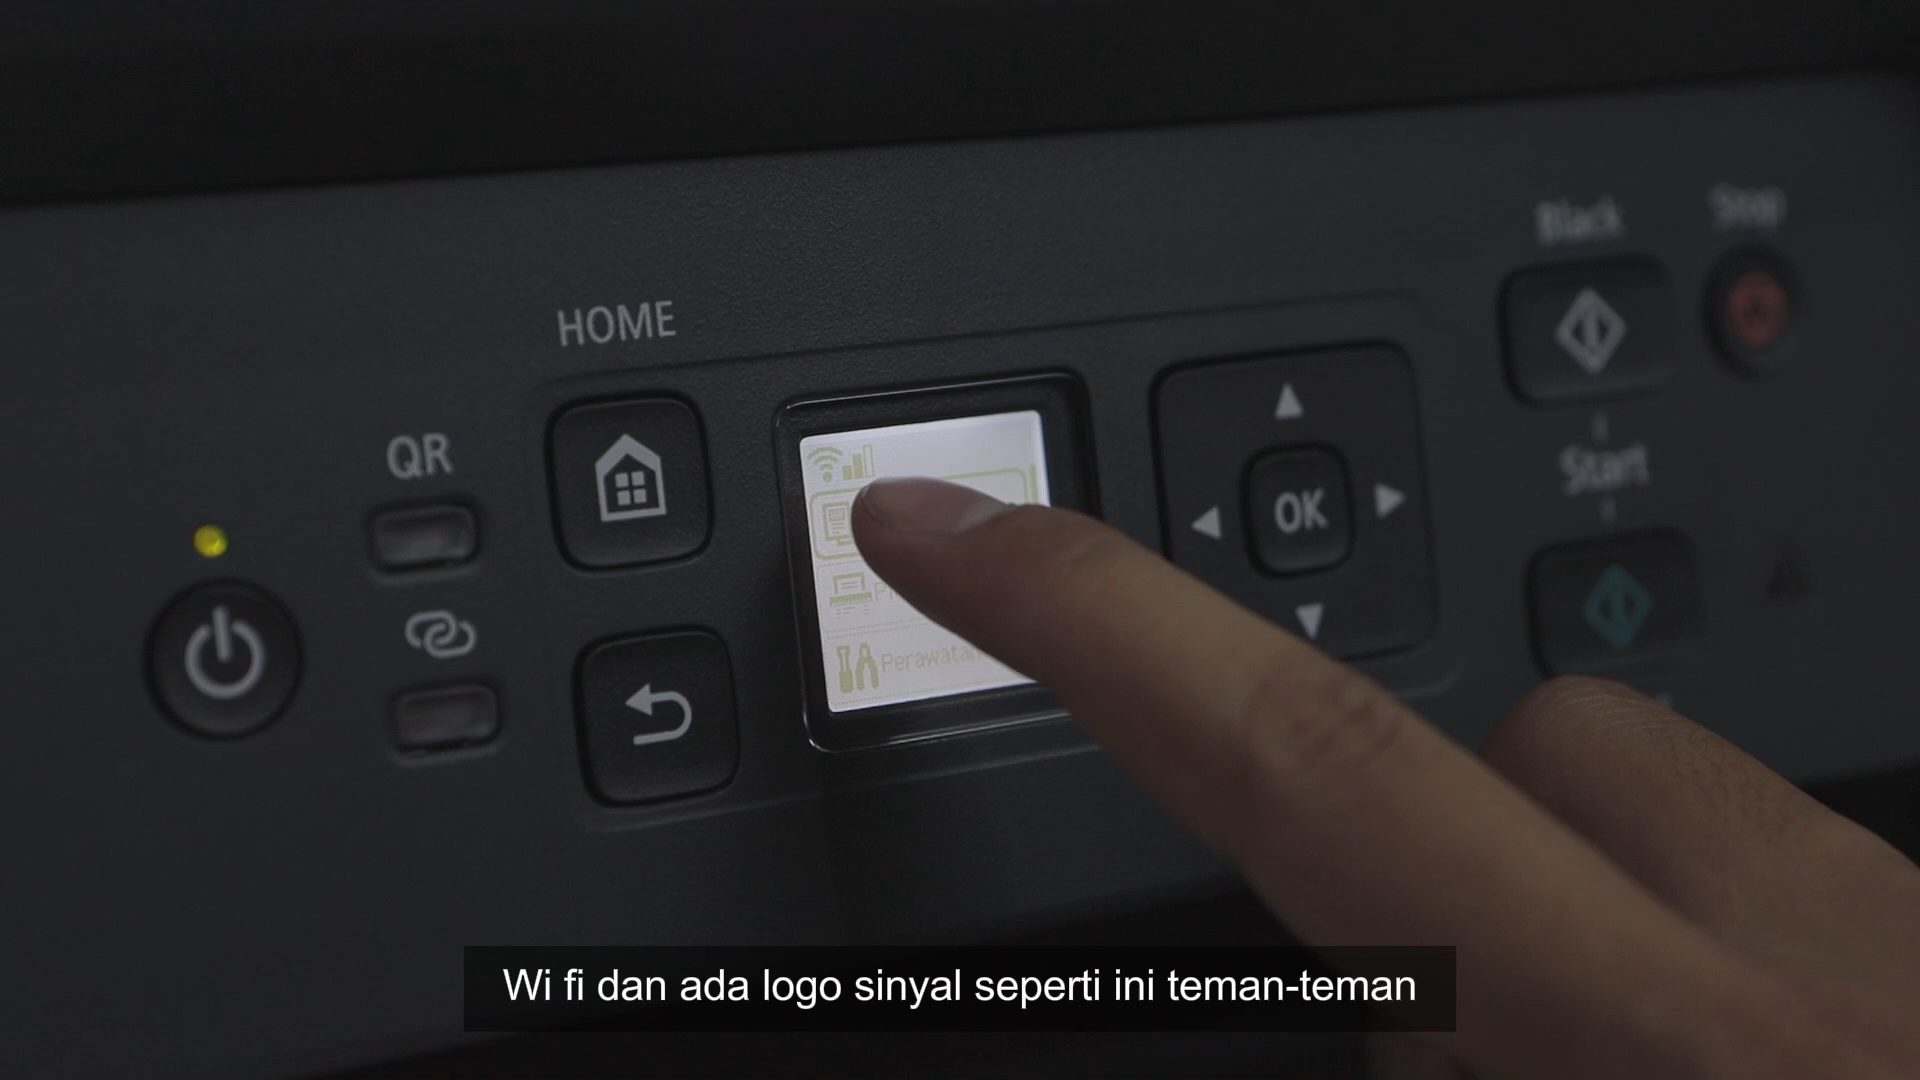 HOME
QR
Black
Stop
OK
Start
Perawatan
Wi fi dan ada logo sinyal seperti ini teman-teman